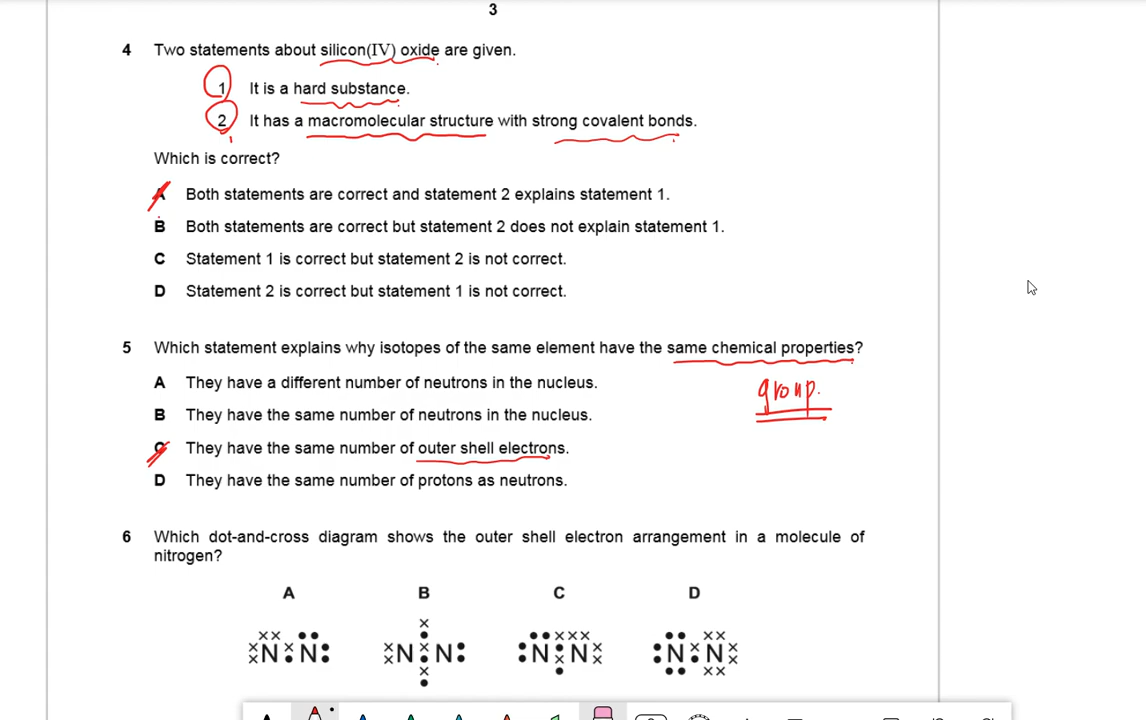 3
4 Two statements about silicon(IV) oxide are given.
1 It is a hard substance.
2 It has a macromolecular structure with strong covalent bonds.
Which is correct?
A Both statements are correct and statement 2 explains statement 1.
B Both statements are correct but statement 2 does not explain statement 1.
C Statement 1 is correct but statement 2 is not correct.
D Statement 2 is correct but statement 1 is not correct.
5 Which statement explains why isotopes of the same element have the same chemical properties?
A They have a different number of neutrons in the nucleus.
group.
B They have the same number of neutrons in the nucleus.
C They have the same number of outer shell electrons.
D They have the same number of protons as neutrons.
6 Which dot-and-cross diagram shows the outer shell electron arrangement in a molecule of
nitrogen?
A B C D
N N N N N N N N